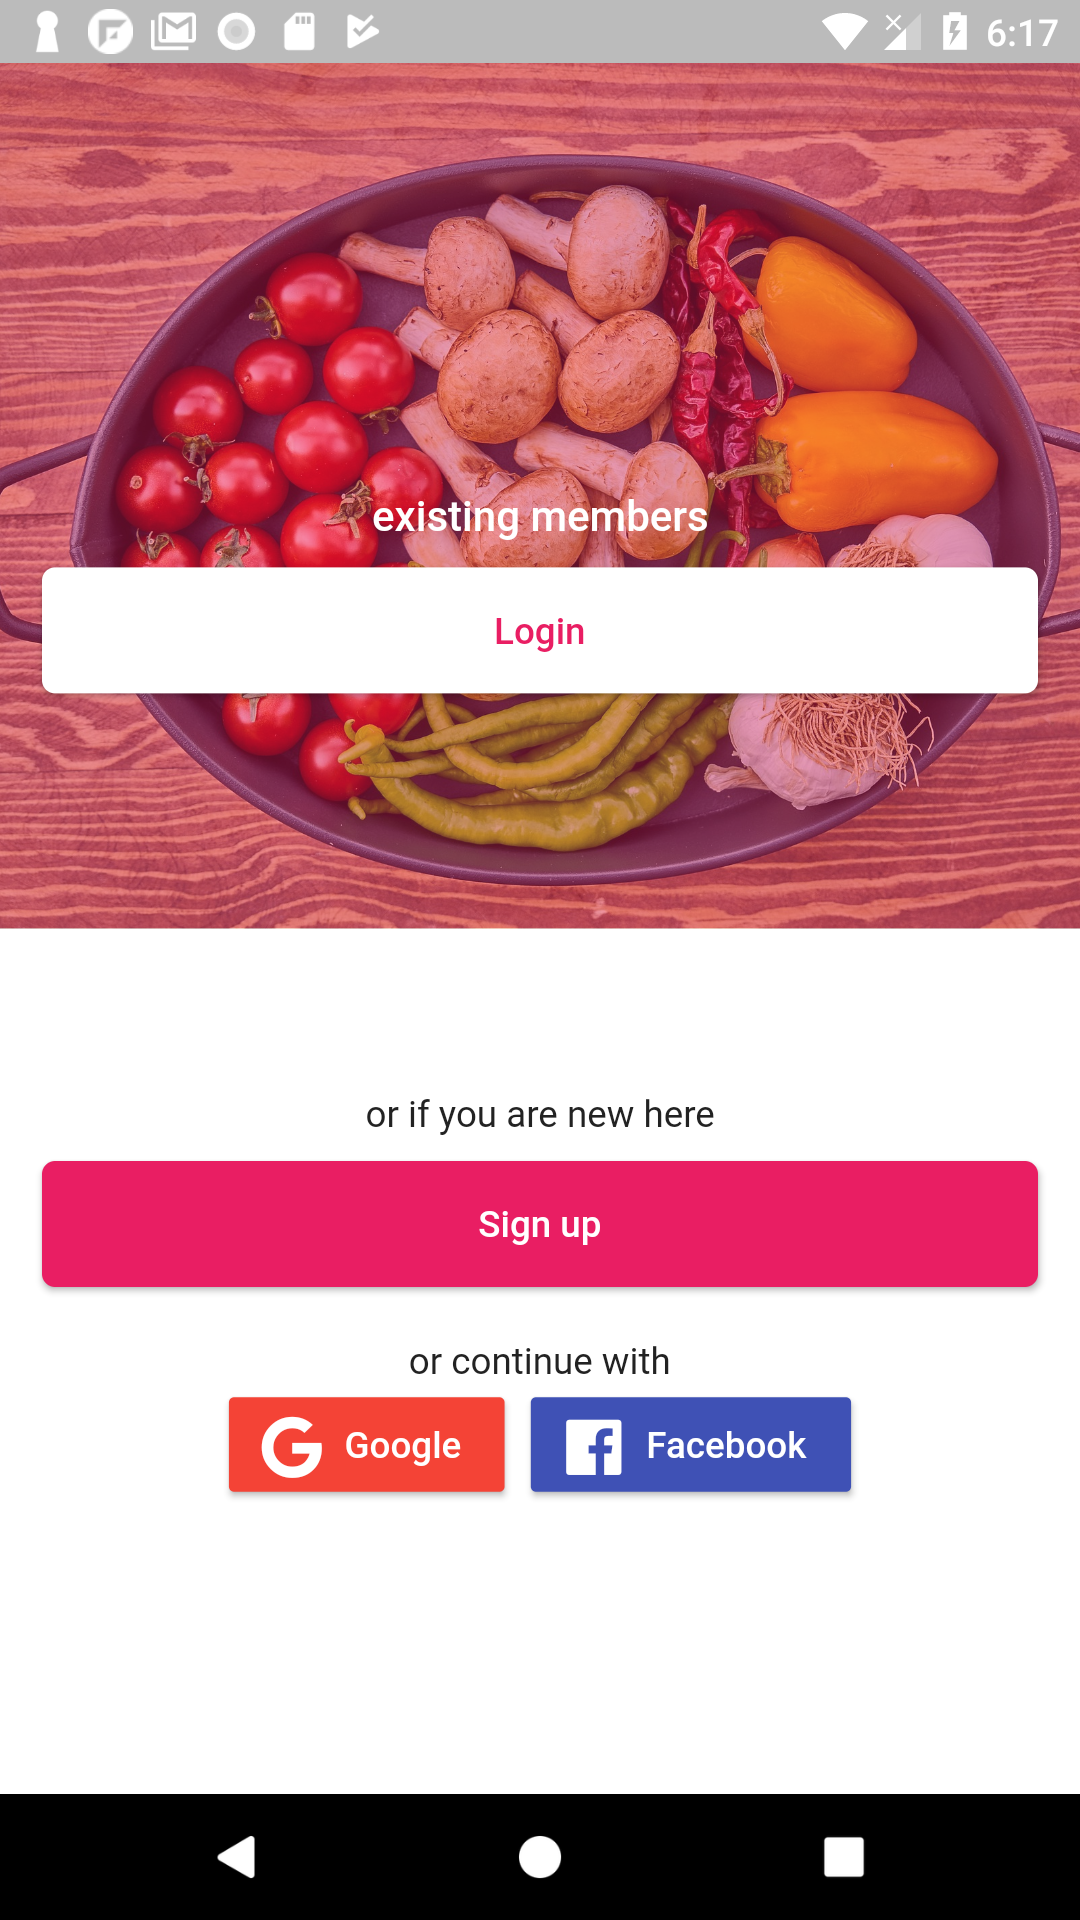 6:17
existing members
Login
or if you are new here
Sign up
or continue with
Google
Facebook